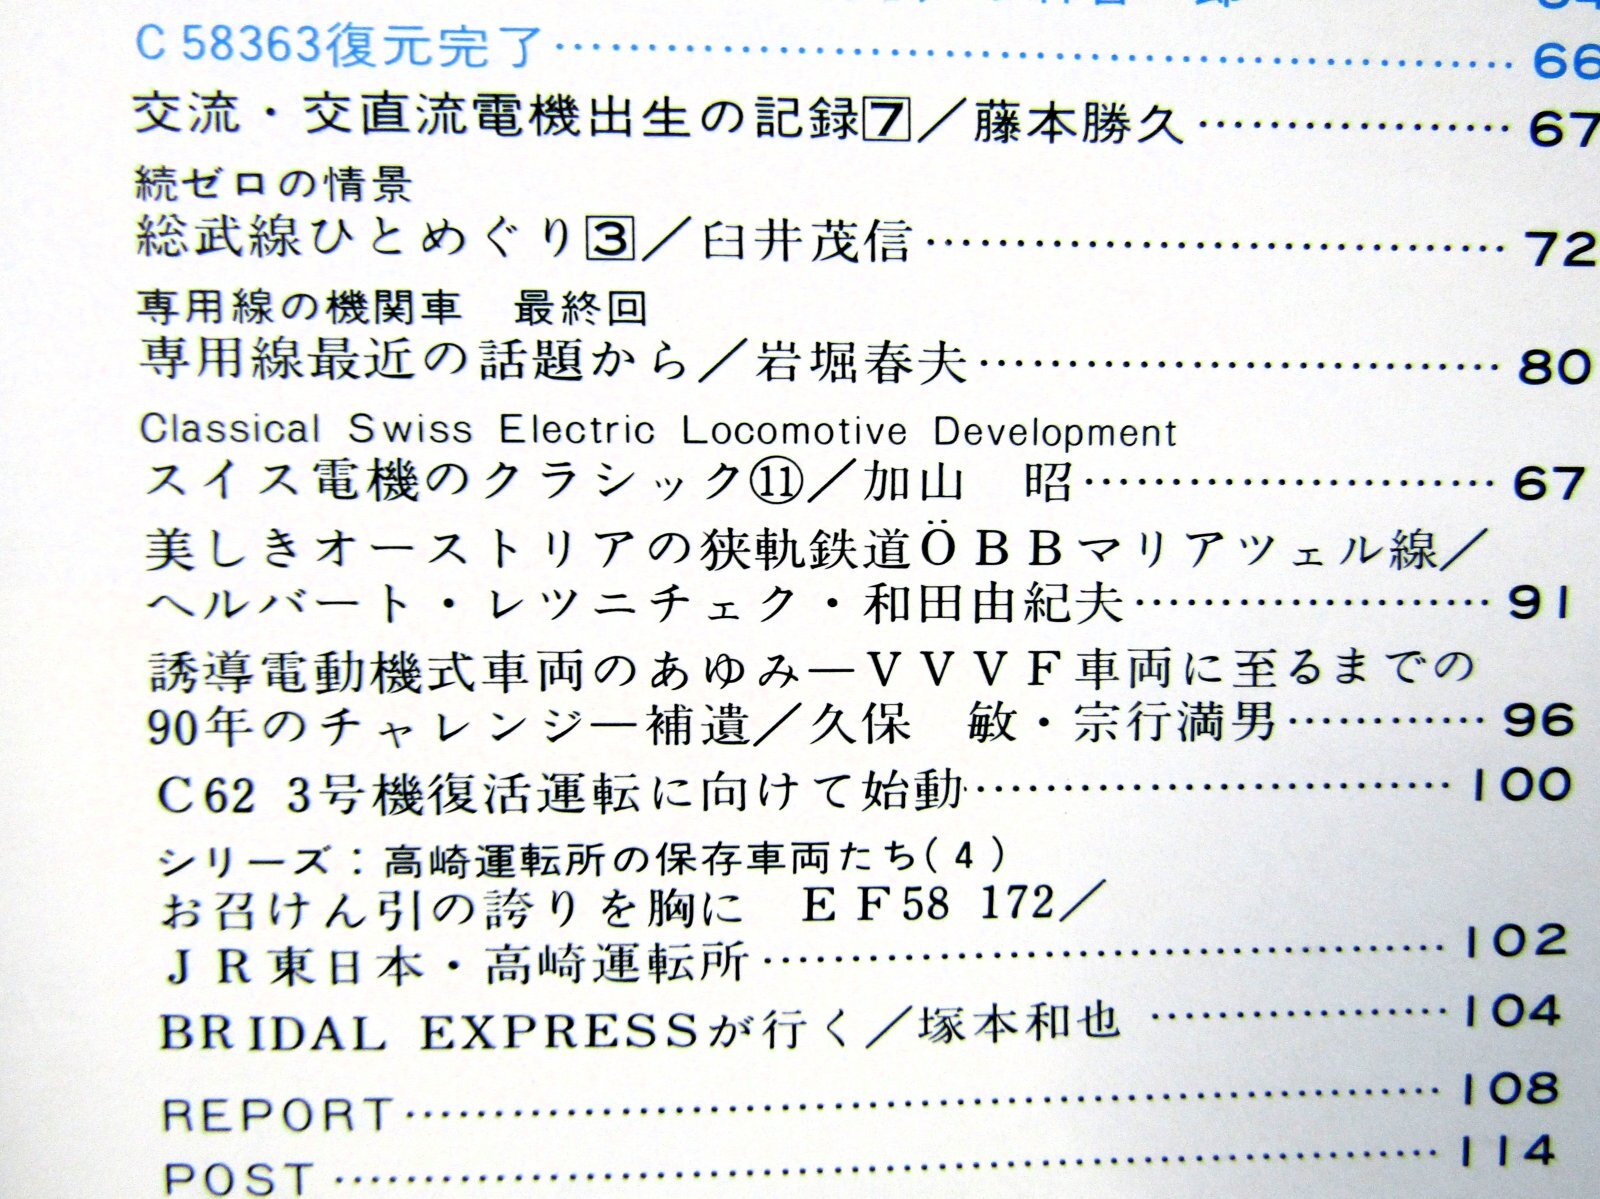 C58363復元完了……66
交流・交直流電機出生の記録7／藤本勝久……67
続ゼロの情景
総武線ひとめぐり3／臼井茂信……72
専用線の機関車　最終回
専用線最近の話題から／岩堀春夫……80
Classical Swiss Electric Locomotive Development
スイス電機のクラシック⑪／加山　昭……67
美しきオーストリアの狭軌鉄道ÖBBマリアツェル線／
ヘルバート・レツニチェク・和田由紀夫……91
誘導電動機式車両のあゆみ―VVVF車両に至るまでの
90年のチャレンジ―補遺／久保　敏・宗行満男……96
C62 3号機復活運転に向けて始動……100
シリーズ：高崎運転所の保存車両たち(4)
お召けん引の誇りを胸に　EF58 172／
JR東日本・高崎運転所……102
BRIDAL EXPRESSが行く／塚本和也……104
REPORT……108
POST……114